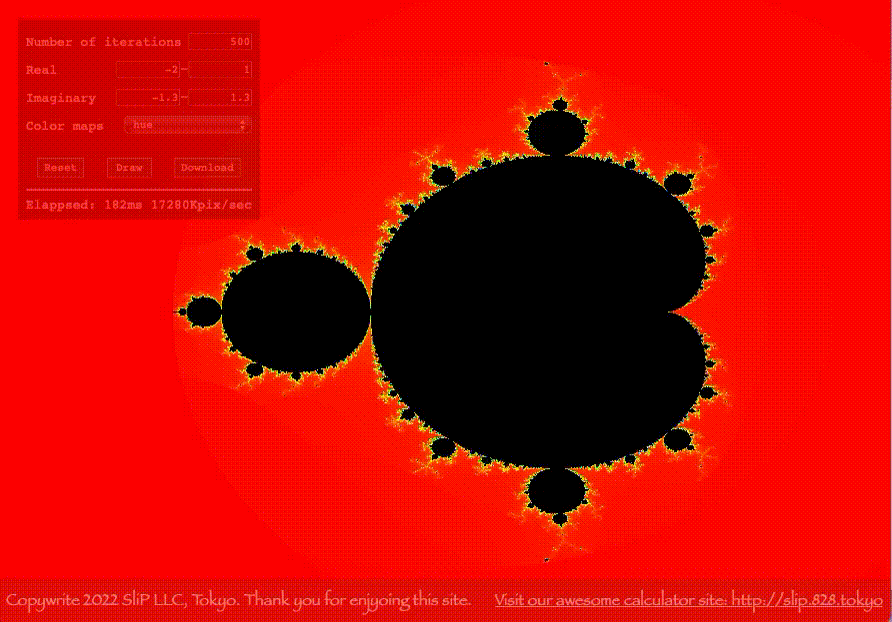 Number of iterations 500
Real -2 - 1
Imaginary -1.3 - 1.3
Color maps hue
Reset Draw Download
Elappsed: 182ms 17280Kpix/sec
Copywrite 2022 SliP LLC, Tokyo. Thank you for enjyoing this site. Visit our awesome calculator site: http://slip.828.tokyo